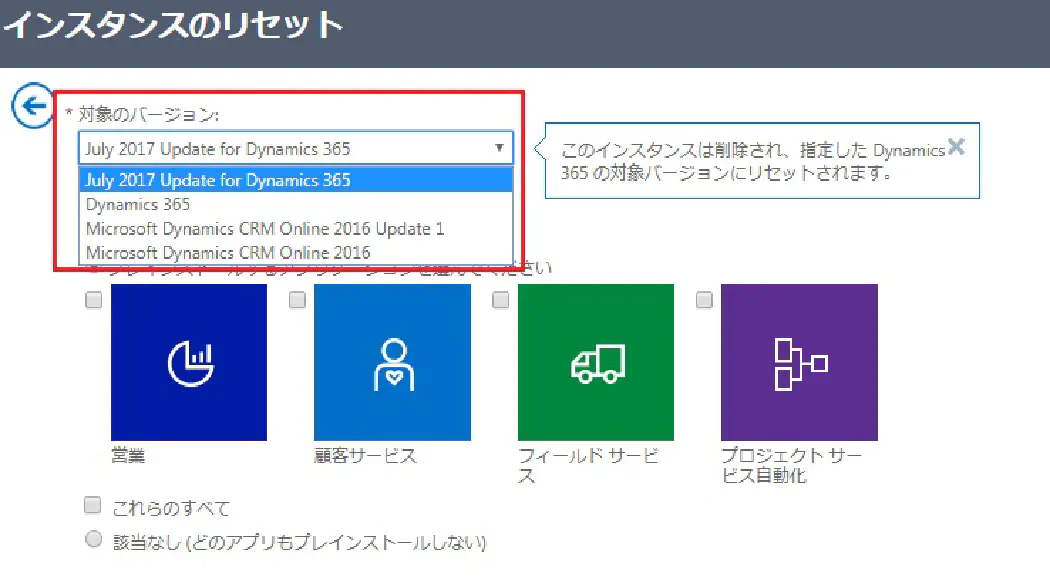 インスタンスのリセット
* 対象のバージョン:
July 2017 Update for Dynamics 365
July 2017 Update for Dynamics 365
Dynamics 365
Microsoft Dynamics CRM Online 2016 Update 1
Microsoft Dynamics CRM Online 2016
このインスタンスは削除され、指定した Dynamics
365 の対象バージョンにリセットされます。
ください
営業
顧客サービス
フィールド サービ
ス
プロジェクト サー
ビス自動化
これらのすべて
該当なし (どのアプリもプレインストールしない)